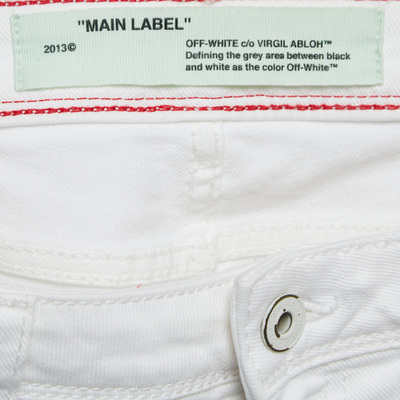 "MAIN LABEL"
2013©
OFF-WHITE c/o VIRGIL ABLOH™
Defining the grey area between black
and white as the color Off-White™